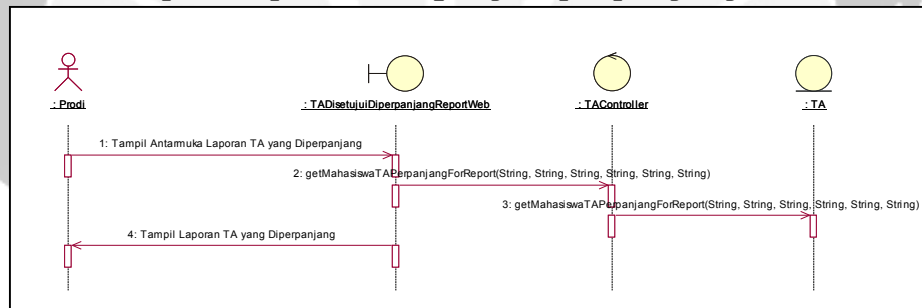 : Prodi
: TADisetujuiDiperpanjangReportWeb
: TAController
: TA
1: Tampil Antarmuka Laporan TA yang Diperpanjang
2: getMahasiswaTAPerpanjangForReport(String, String, String, String, String, String)
3: getMahasiswaTAPerpanjangForReport(String, String, String, String, String, String)
4: Tampil Laporan TA yang Diperpanjang